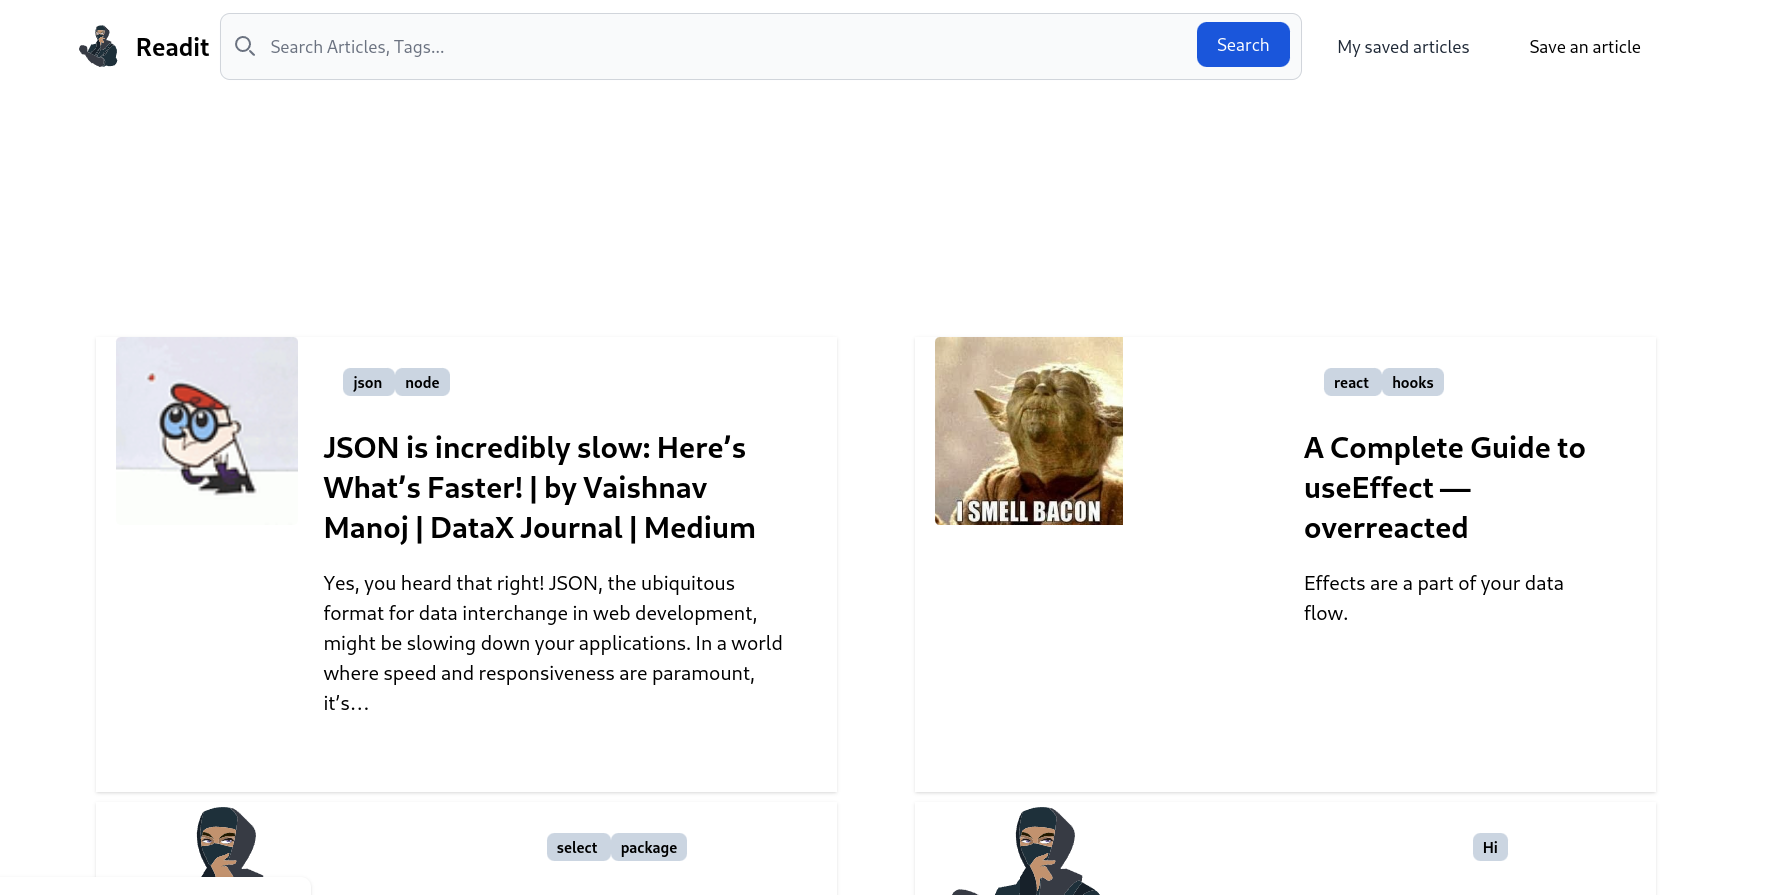 Readit
Search Articles, Tags...
Search
My saved articles
Save an article
json
node
JSON is incredibly slow: Here's
What's Faster! | by Vaishnav
Manoj | DataX Journal | Medium
Yes, you heard that right! JSON, the ubiquitous
format for data interchange in web development,
might be slowing down your applications. In a world
where speed and responsiveness are paramount,
it's…
I SMELL BACON
react
hooks
A Complete Guide to
useEffect —
overreacted
Effects are a part of your data
flow.
select
package
Hi